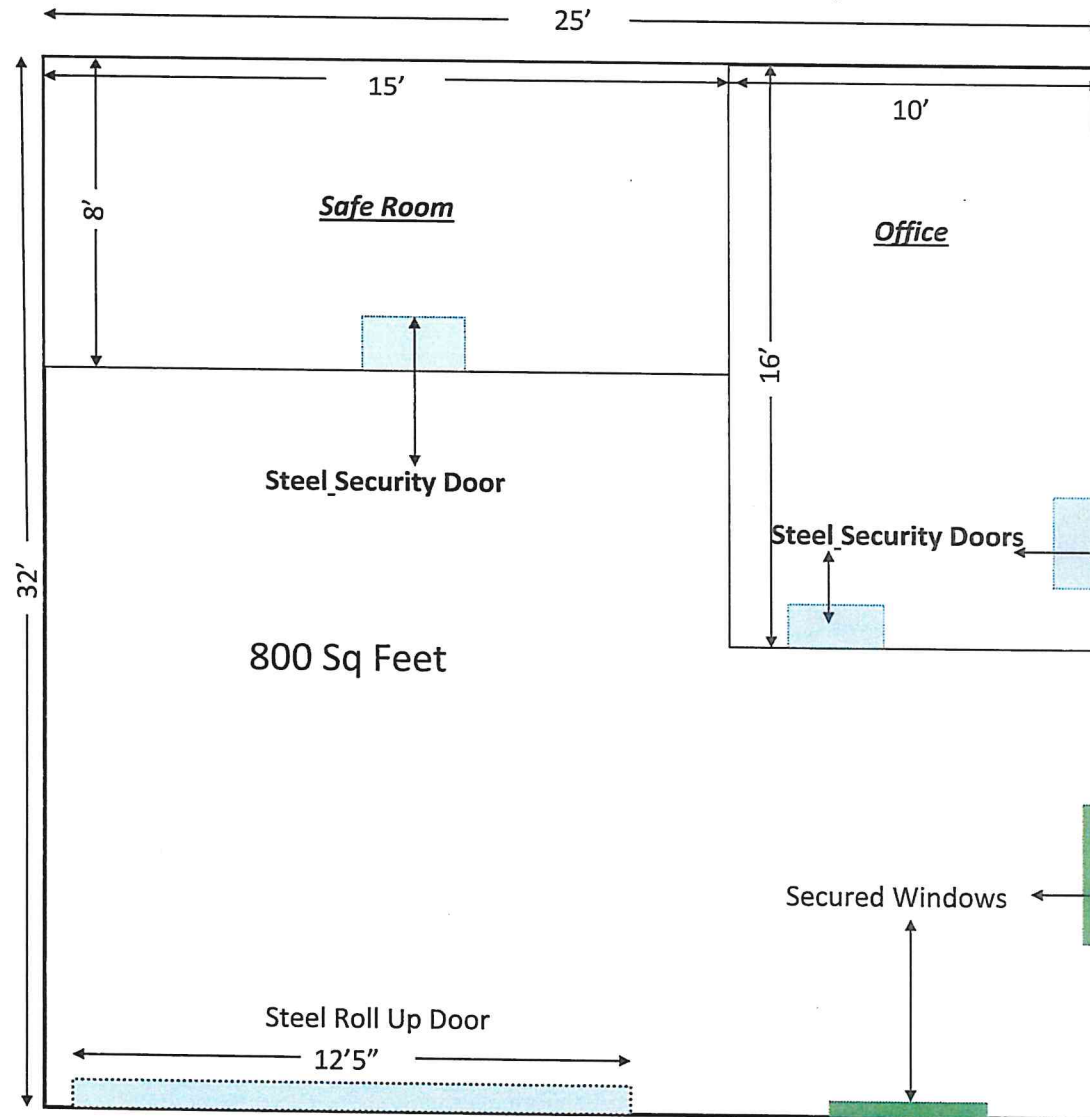 25’
15’
10’
8’
Safe Room
Office
16’
Steel Security Door
Steel Security Doors
32’
800 Sq Feet
Secured Windows
Steel Roll Up Door
12’5”